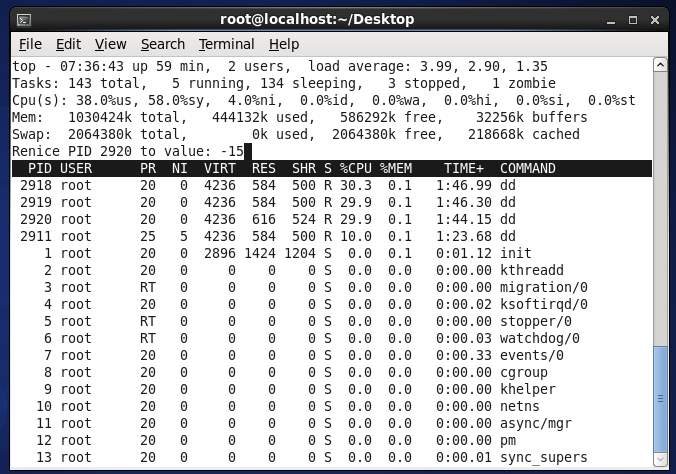 root@localhost:~/Desktop
File Edit View Search Terminal Help
top - 07:36:43 up 59 min,  2 users,  load average: 3.99, 2.90, 1.35
Tasks: 143 total,   5 running, 134 sleeping,   3 stopped,   1 zombie
Cpu(s): 38.0%us, 58.0%sy,  4.0%ni,  0.0%id,  0.0%wa,  0.0%hi,  0.0%si,  0.0%st
Mem:   1030424k total,   444132k used,   586292k free,    32256k buffers
Swap:  2064380k total,        0k used,  2064380k free,   218668k cached
Renice PID 2920 to value: -15
  PID USER      PR  NI  VIRT  RES  SHR S %CPU %MEM    TIME+  COMMAND
 2918 root      20   0  4236  584  500 R 30.3  0.1   1:46.99 dd
 2919 root      20   0  4236  584  500 R 29.9  0.1   1:46.30 dd
 2920 root      20   0  4236  616  524 R 29.9  0.1   1:44.15 dd
 2911 root      25   5  4236  584  500 R 10.0  0.1   1:23.68 dd
    1 root      20   0  2896 1424 1204 S  0.0  0.1   0:01.12 init
    2 root      20   0     0    0    0 S  0.0  0.0   0:00.00 kthreadd
    3 root      RT   0     0    0    0 S  0.0  0.0   0:00.00 migration/0
    4 root      20   0     0    0    0 S  0.0  0.0   0:00.02 ksoftirqd/0
    5 root      RT   0     0    0    0 S  0.0  0.0   0:00.00 stopper/0
    6 root      RT   0     0    0    0 S  0.0  0.0   0:00.03 watchdog/0
    7 root      20   0     0    0    0 S  0.0  0.0   0:00.33 events/0
    8 root      20   0     0    0    0 S  0.0  0.0   0:00.00 cgroup
    9 root      20   0     0    0    0 S  0.0  0.0   0:00.00 khelper
   10 root      20   0     0    0    0 S  0.0  0.0   0:00.00 netns
   11 root      20   0     0    0    0 S  0.0  0.0   0:00.00 async/mgr
   12 root      20   0     0    0    0 S  0.0  0.0   0:00.00 pm
   13 root      20   0     0    0    0 S  0.0  0.0   0:00.01 sync_supers